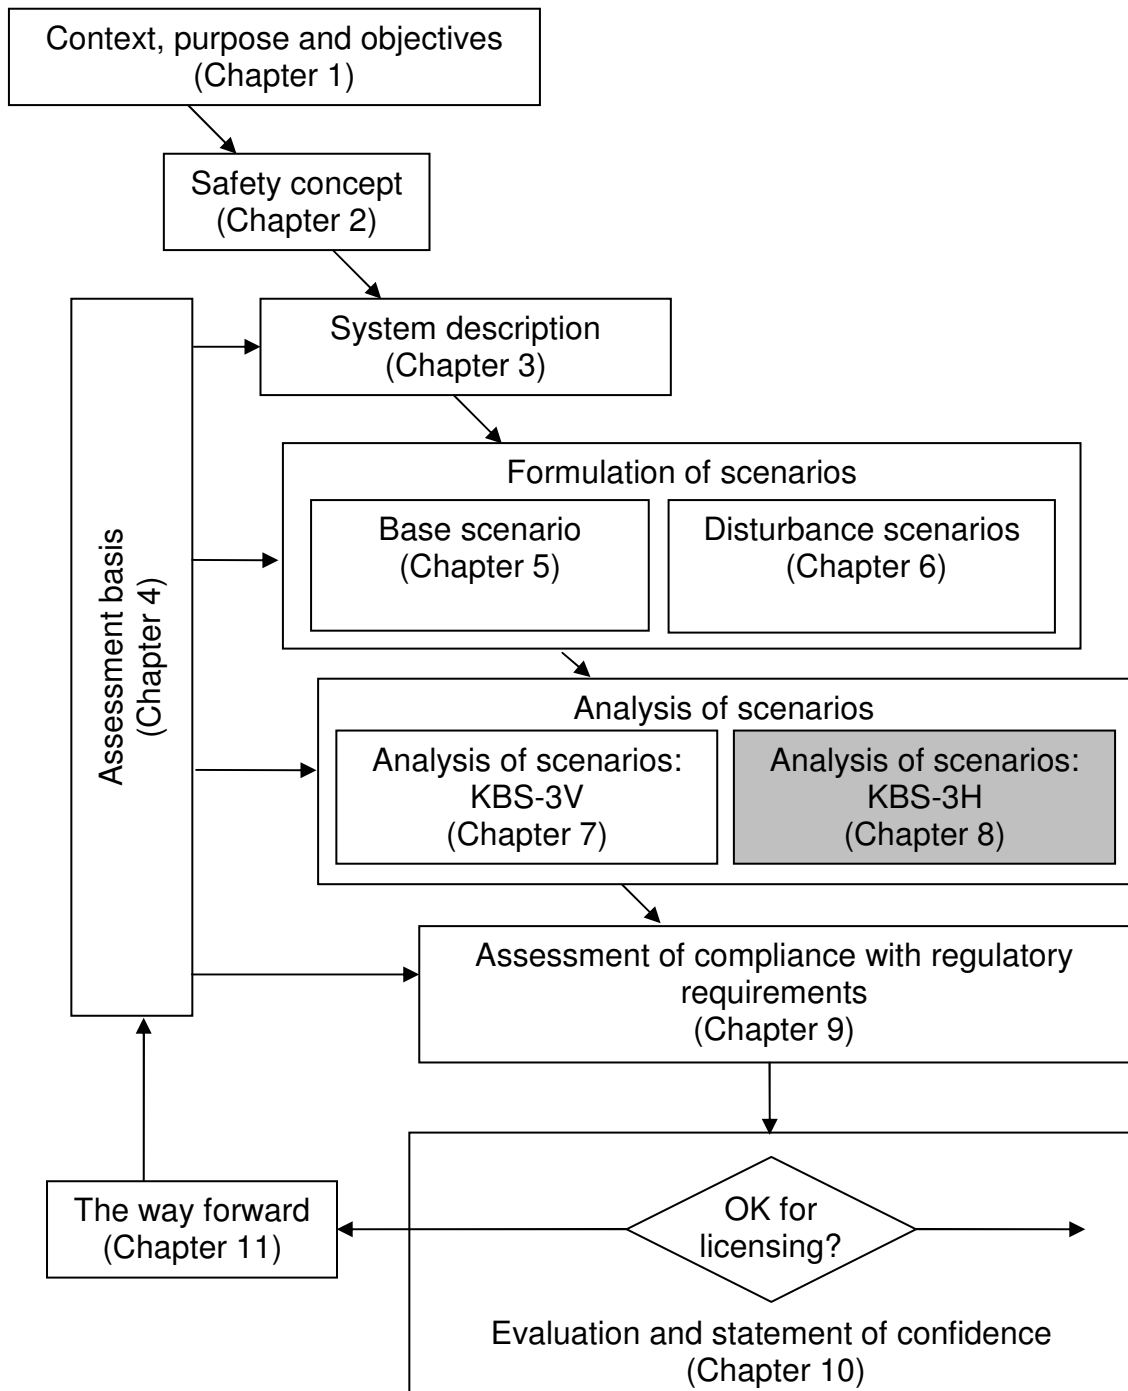 Context, purpose and objectives
(Chapter 1)
Safety concept
(Chapter 2)
System description
(Chapter 3)
Assessment basis
(Chapter 4)
Formulation of scenarios
Base scenario
(Chapter 5)
Disturbance scenarios
(Chapter 6)
Analysis of scenarios
Analysis of scenarios:
KBS-3V
(Chapter 7)
Analysis of scenarios:
KBS-3H
(Chapter 8)
Assessment of compliance with regulatory
requirements
(Chapter 9)
The way forward
(Chapter 11)
OK for
licensing?
Evaluation and statement of confidence
(Chapter 10)